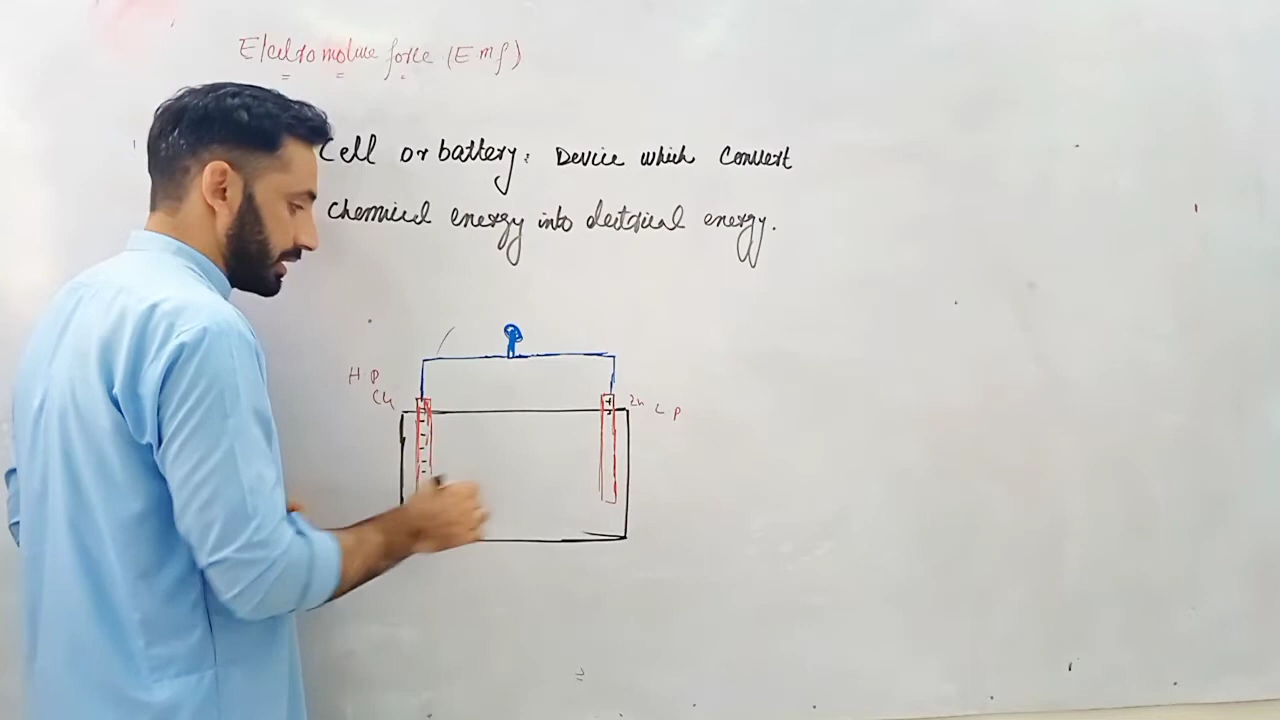 Electromotive force (Emf)
Cell or battery: Device which convert
chemical energy into electrical energy.
H P
Cu
Zn L P